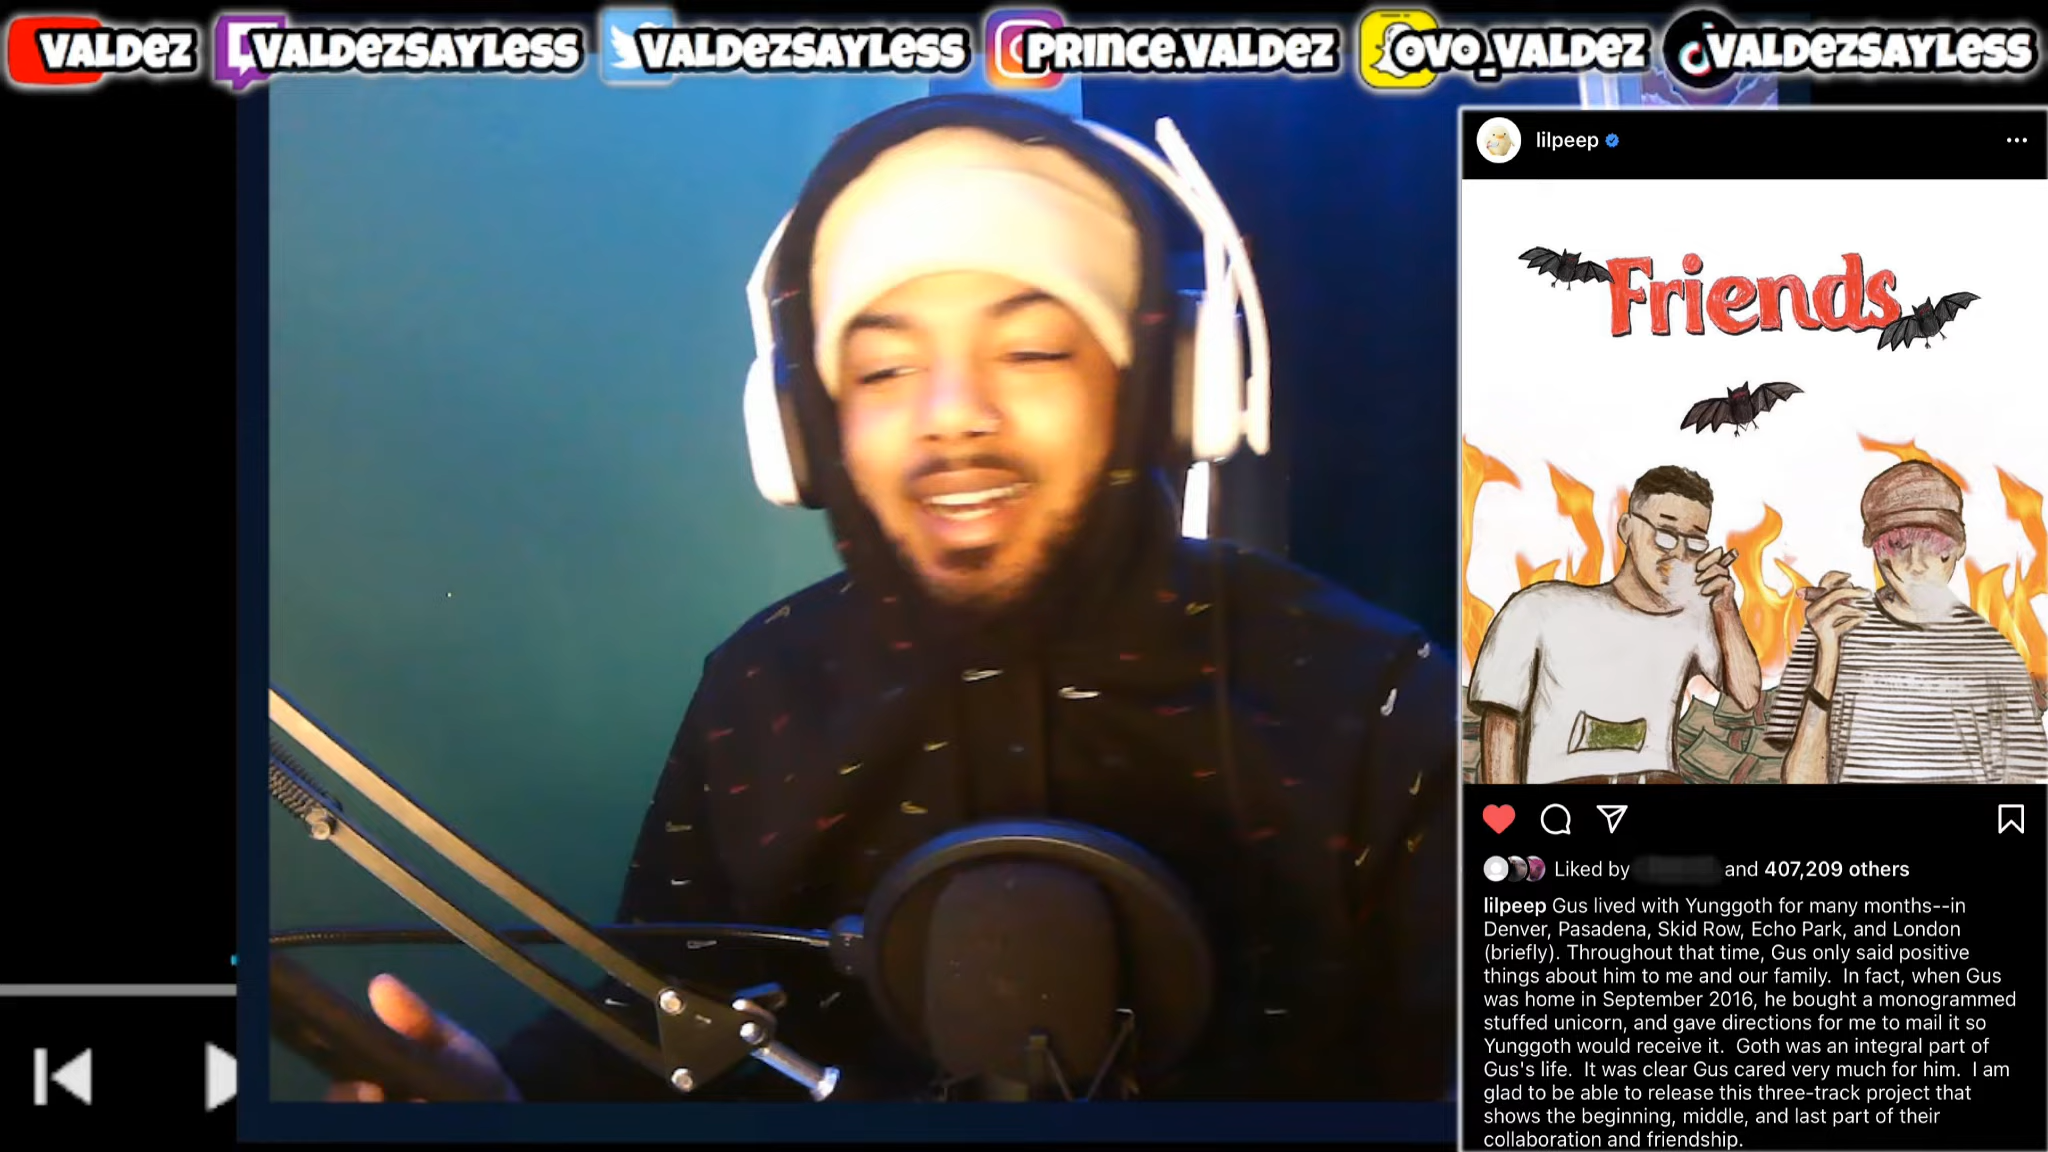 VALDEZ VALDEZSAYLESS VALDEZSAYLESS PRINCE.VALDEZ OVO_VALDEZ VALDEZSAYLESS
lilpeep
Friends
Liked by and 407,209 others
lilpeep Gus lived with Yunggoth for many months--in
Denver, Pasadena, Skid Row, Echo Park, and London
(briefly). Throughout that time, Gus only said positive
things about him to me and our family. In fact, when Gus
was home in September 2016, he bought a monogrammed
stuffed unicorn, and gave directions for me to mail it so
Yunggoth would receive it. Goth was an integral part of
Gus's life. It was clear Gus cared very much for him. I am
glad to be able to release this three-track project that
shows the beginning, middle, and last part of their
collaboration and friendship.